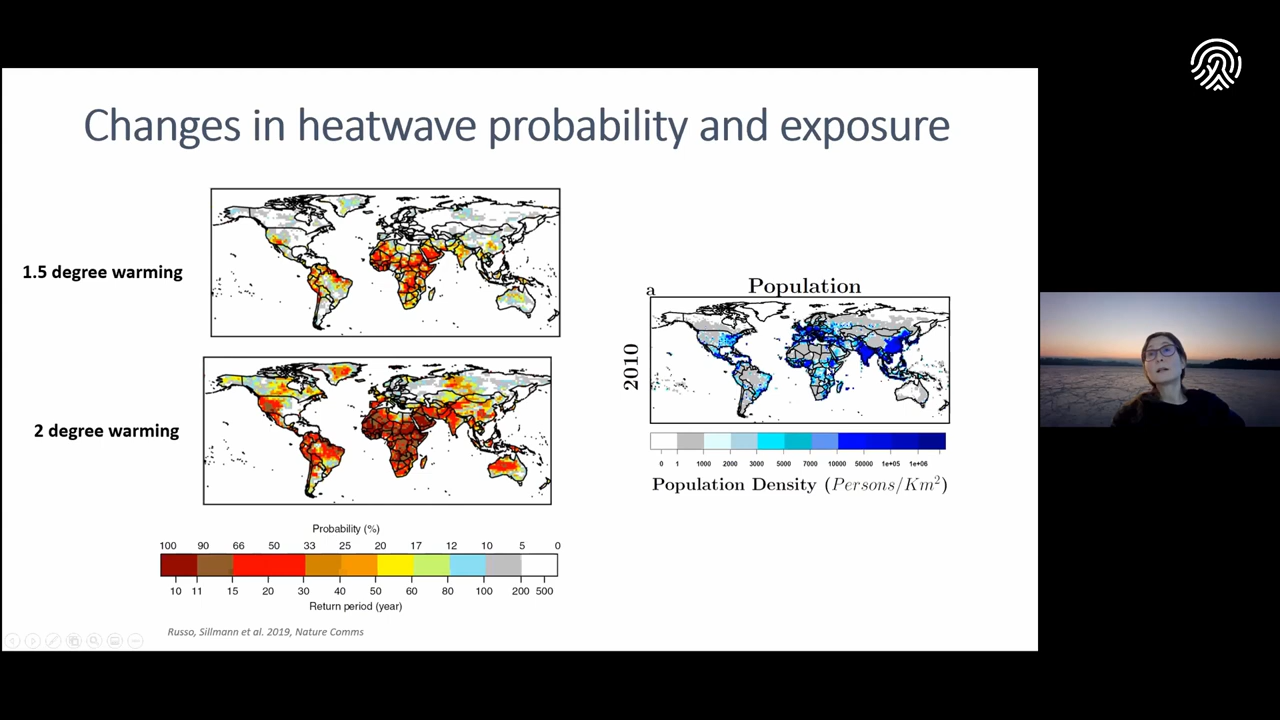 Changes in heatwave probability and exposure
1.5 degree warming
2 degree warming
Probability (%)
100 90 66 50 33 25 20 17 12 10 5 0
10 11 15 20 30 40 50 60 80 100 200 500
Return period (year)
Russo, Sillmann et al. 2019, Nature Comms
a
Population
2010
0 1 1000 2000 3000 5000 7000 10000 50000 1e+05 1e+06
Population Density (Persons/Km²)